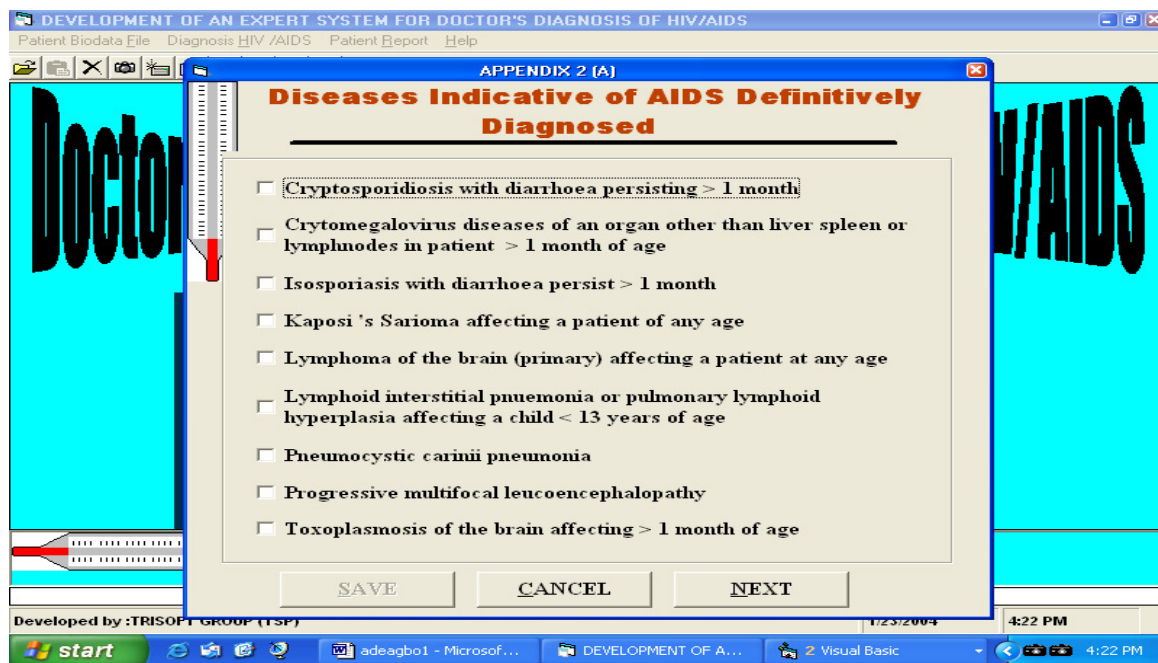 DEVELOPMENT OF AN EXPERT SYSTEM FOR DOCTOR'S DIAGNOSIS OF HIV/AIDS
Patient Biodata File Diagnosis HIV /AIDS Patient Report Help
APPENDIX 2 (A)
Doctor
/AIDS
Diseases Indicative of AIDS Definitively
Diagnosed
Cryptosporidiosis with diarrhoea persisting > 1 month
Crytomegalovirus diseases of an organ other than liver spleen or
lymphnodes in patient > 1 month of age
Isosporiasis with diarrhoea persist > 1 month
Kaposi 's Sarioma affecting a patient of any age
Lymphoma of the brain (primary) affecting a patient at any age
Lymphoid interstitial pnuemonia or pulmonary lymphoid
hyperplasia affecting a child < 13 years of age
Pneumocystic carinii pneumonia
Progressive multifocal leucoencephalopathy
Toxoplasmosis of the brain affecting > 1 month of age
SAVE CANCEL NEXT
Developed by :TRISOFT GROUP (TSP) 1/23/2004 4:22 PM
start adeagbo1 - Microsof... DEVELOPMENT OF A... 2 Visual Basic 4:22 PM